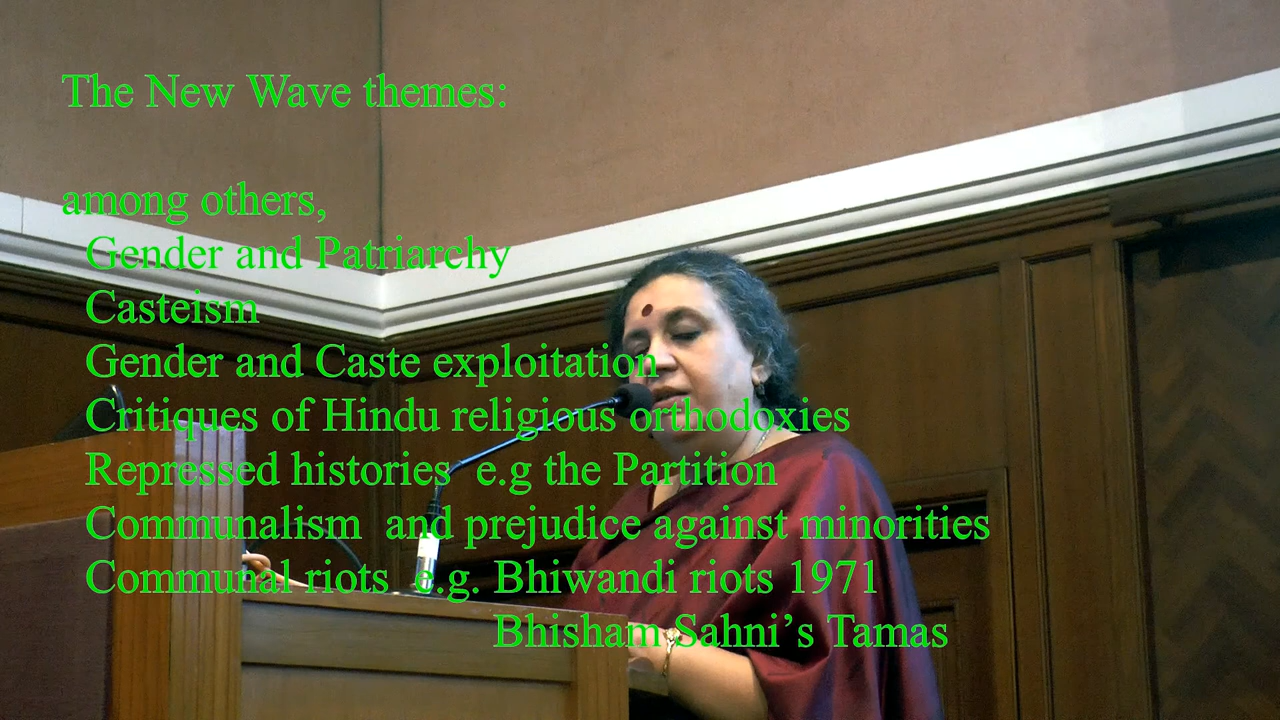 The New Wave themes:
among others,
Gender and Patriarchy
Casteism
Gender and Caste exploitation
Critiques of Hindu religious orthodoxies
Repressed histories e.g the Partition
Communalism and prejudice against minorities
Communal riots e.g. Bhiwandi riots 1971
Bhisham Sahni’s Tamas